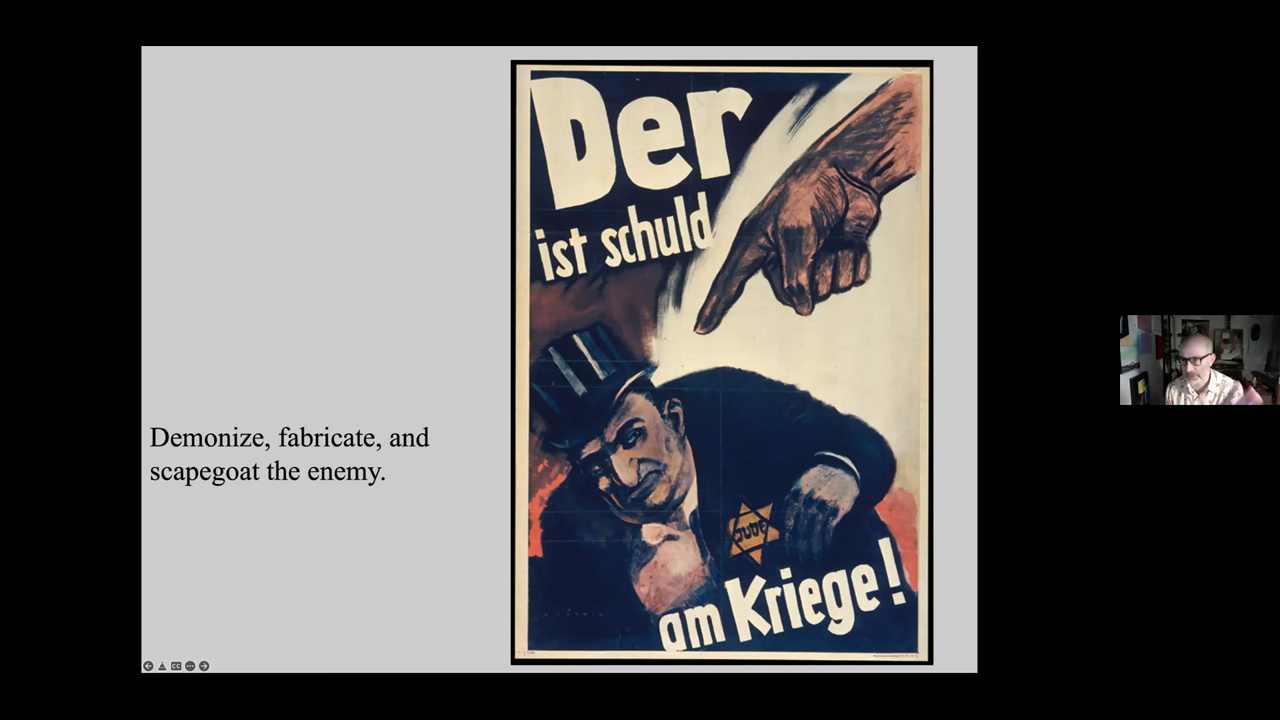 Der
ist schuld
am Kriege!
Jude
Demonize, fabricate, and
scapegoat the enemy.